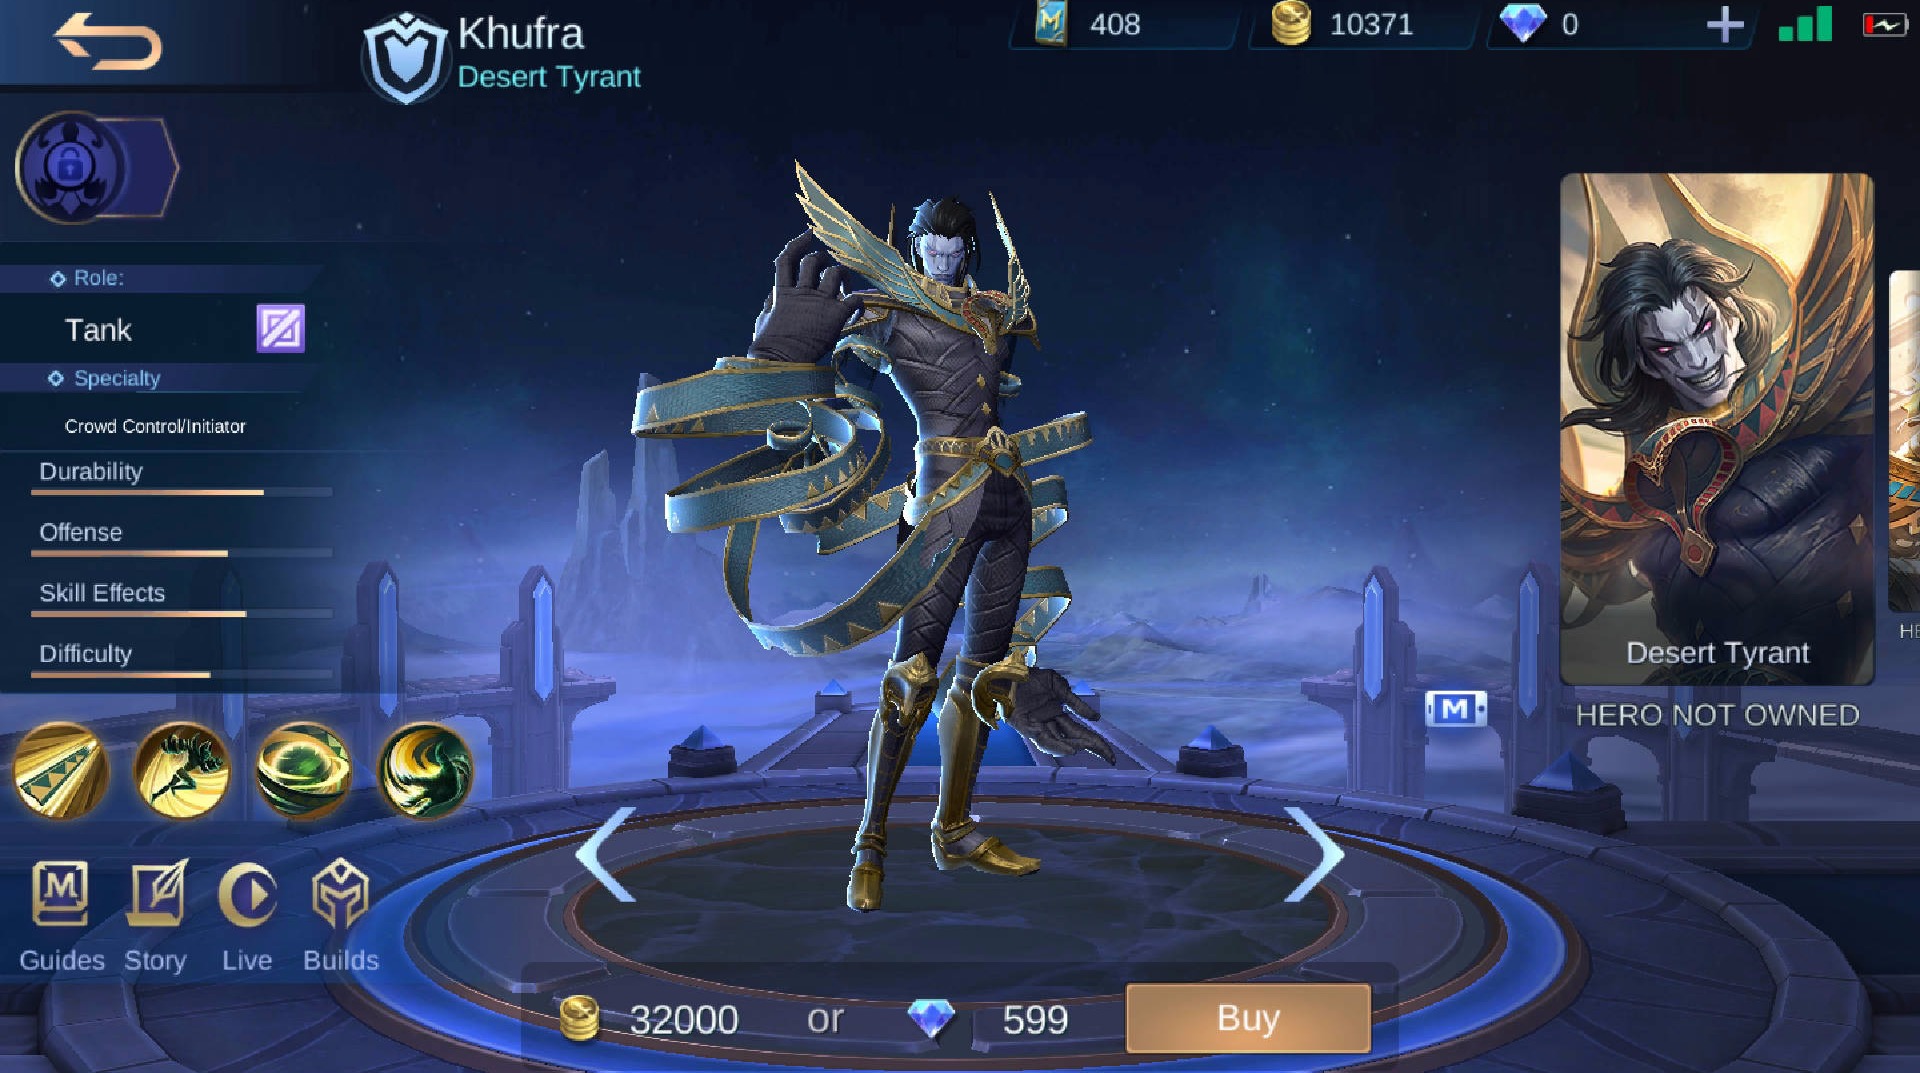 Khufra
Desert Tyrant
408
10371
0
Role:
Tank
Specialty
Crowd Control/Initiator
Durability
Offense
Skill Effects
Difficulty
Desert Tyrant
M
HERO NOT OWNED
HE
M
Guides
Story
Live
Builds
32000
or
599
Buy